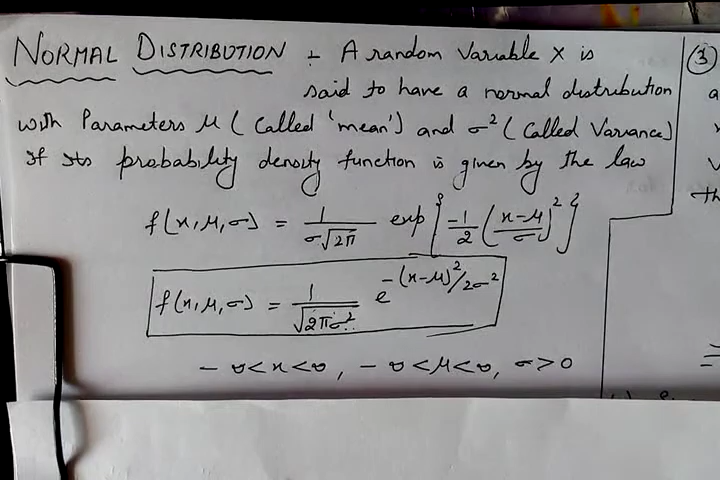 NORMAL DISTRIBUTION :- A random Variable X is
said to have a normal distribution
with Parameters μ ( Called 'mean') and σ² ( Called Variance)
If its probability density function is given by the law
f(x, μ, σ) = 1/(σ√2π) exp{ -1/2 ((x-μ)/σ)² }
f(x, μ, σ) = 1/√(2πσ²) e^(-(x-μ)²/2σ²)
- ∞ < x < ∞, - ∞ < μ < ∞, σ > 0
(3)
a
v
th